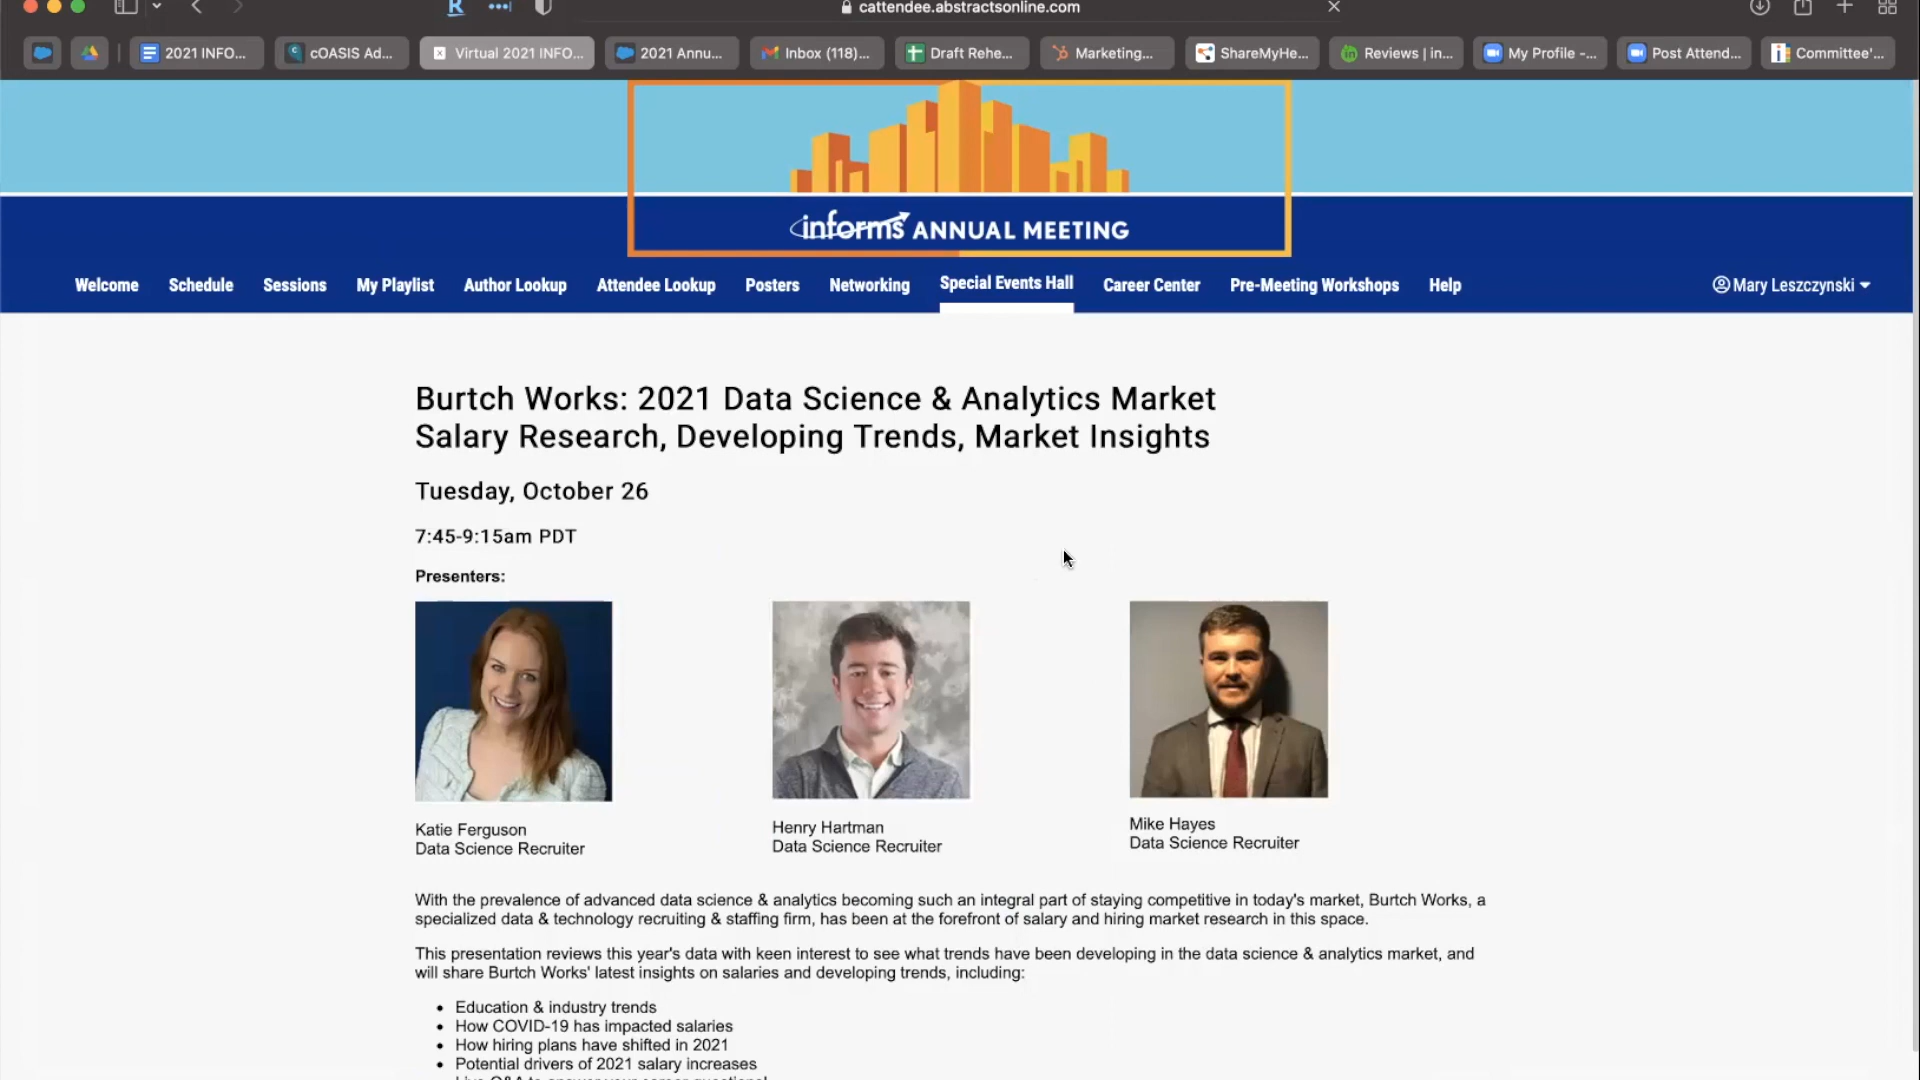 cattendee.abstractsonline.com
2021 INFO...
cOASIS Ad...
Virtual 2021 INFO...
2021 Annu...
Inbox (118)...
Draft Rehe...
Marketing...
ShareMyHe...
Reviews | in...
My Profile -...
Post Attend...
Committee'...
informs ANNUAL MEETING
Welcome Schedule Sessions My Playlist Author Lookup Attendee Lookup Posters Networking Special Events Hall Career Center Pre-Meeting Workshops Help Mary Leszczynski
Burtch Works: 2021 Data Science & Analytics Market
Salary Research, Developing Trends, Market Insights
Tuesday, October 26
7:45-9:15am PDT
Presenters:
Katie Ferguson
Data Science Recruiter
Henry Hartman
Data Science Recruiter
Mike Hayes
Data Science Recruiter
With the prevalence of advanced data science & analytics becoming such an integral part of staying competitive in today's market, Burtch Works, a
specialized data & technology recruiting & staffing firm, has been at the forefront of salary and hiring market research in this space.
This presentation reviews this year's data with keen interest to see what trends have been developing in the data science & analytics market, and
will share Burtch Works' latest insights on salaries and developing trends, including:
• Education & industry trends
• How COVID-19 has impacted salaries
• How hiring plans have shifted in 2021
• Potential drivers of 2021 salary increases